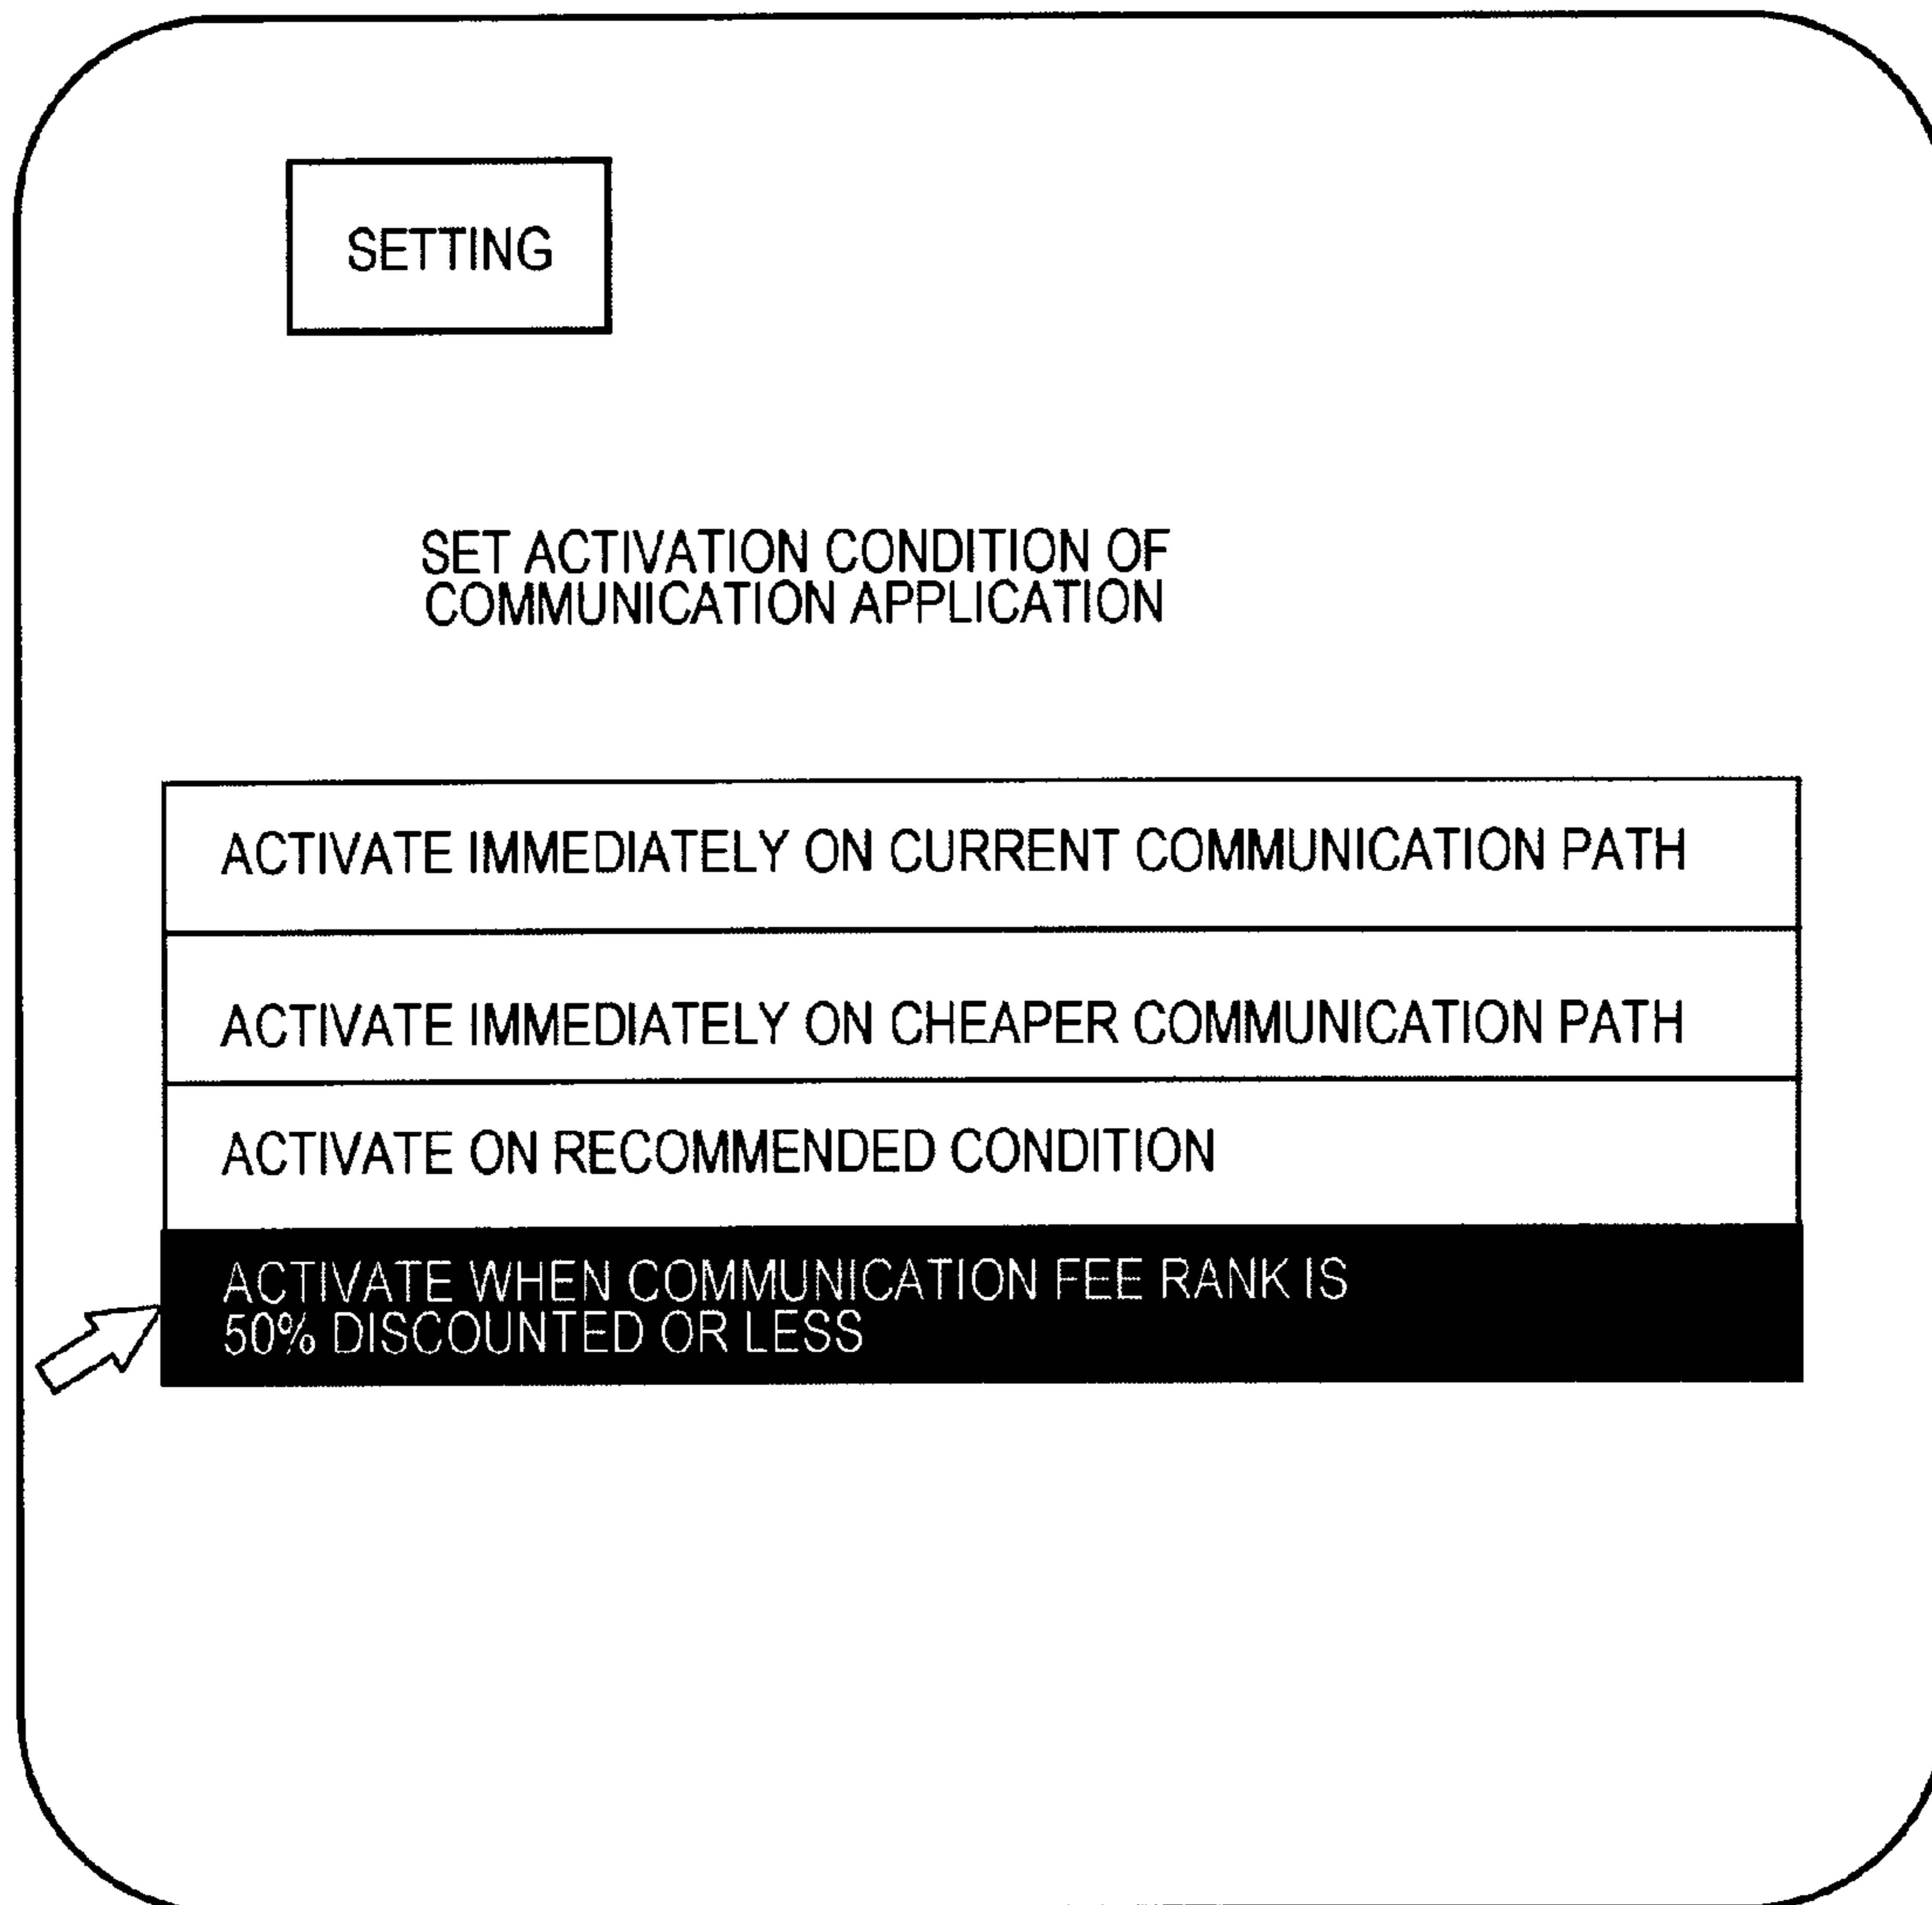 SETTING
SET ACTIVATION CONDITION OF
COMMUNICATION APPLICATION
ACTIVATE IMMEDIATELY ON CURRENT COMMUNICATION PATH
ACTIVATE IMMEDIATELY ON CHEAPER COMMUNICATION PATH
ACTIVATE ON RECOMMENDED CONDITION
ACTIVATE WHEN COMMUNICATION FEE RANK IS
50% DISCOUNTED OR LESS